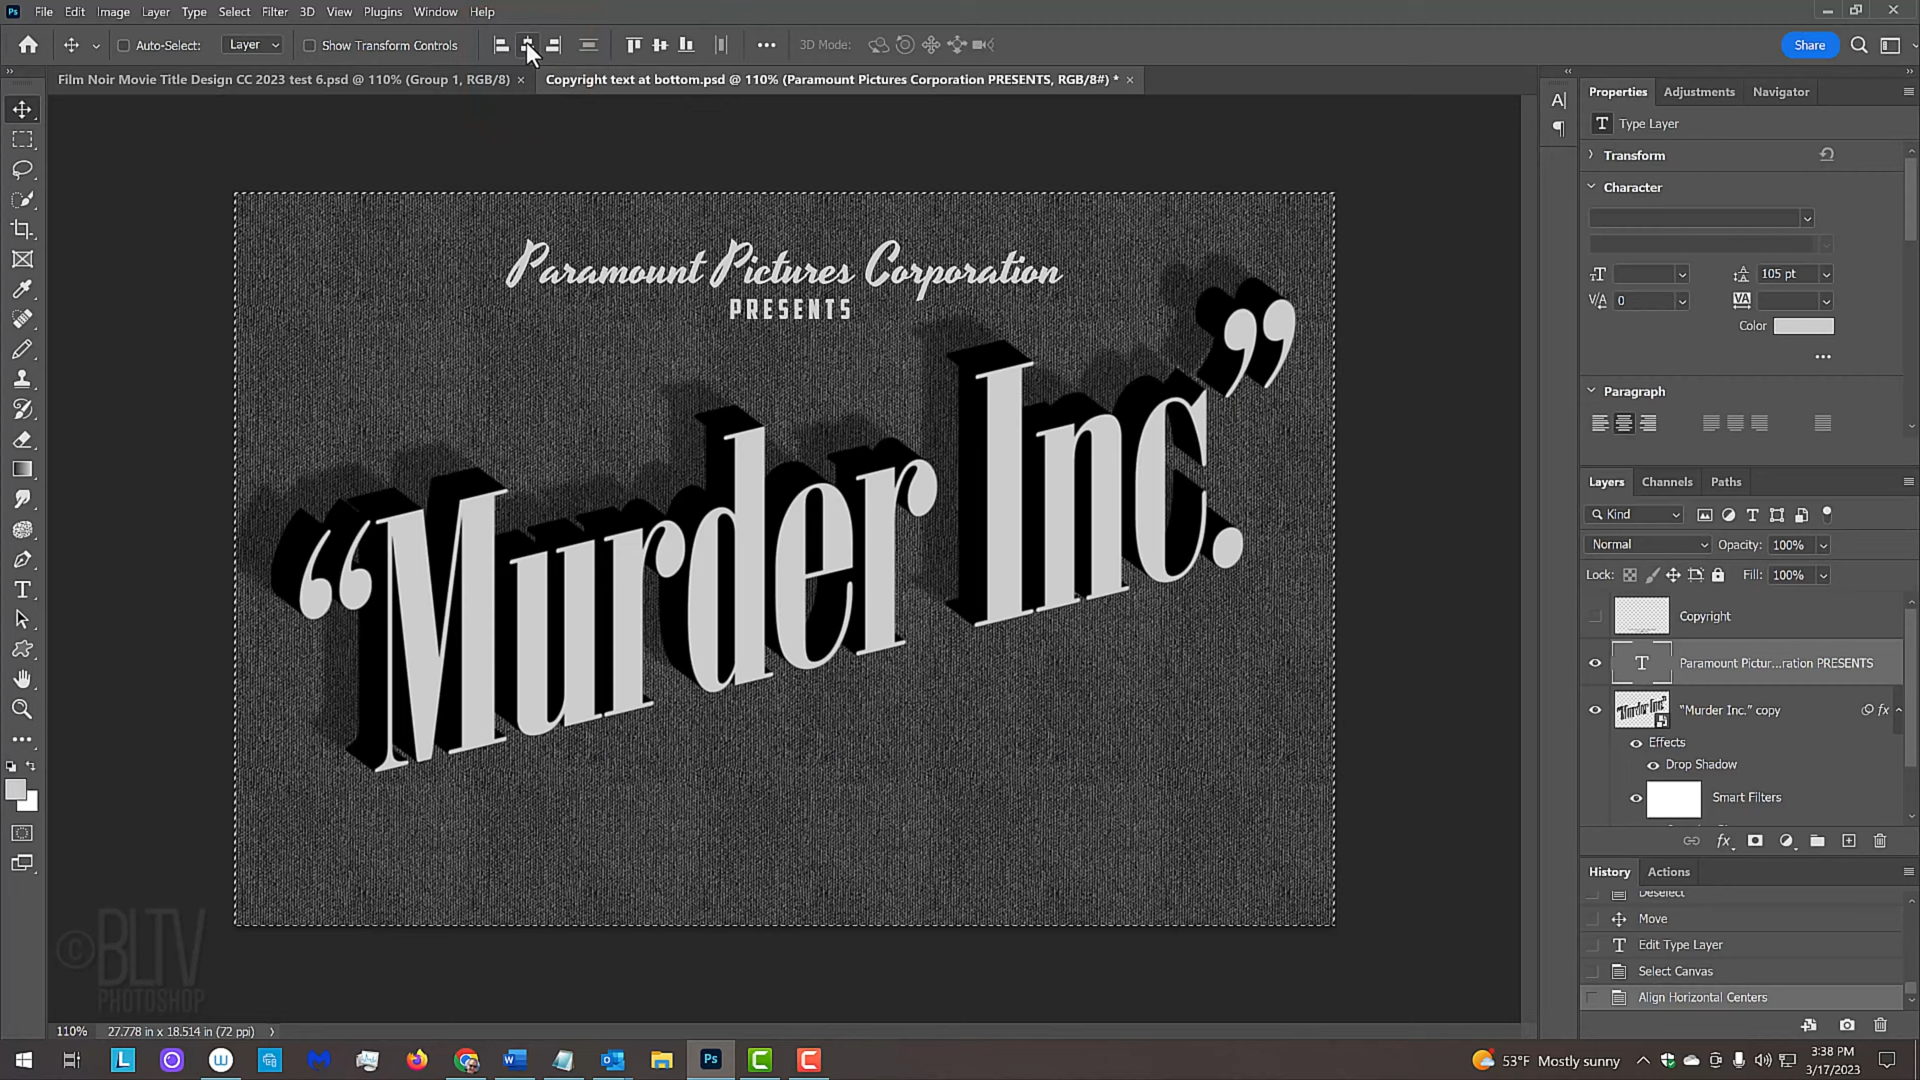 Ps File Edit Image Layer Type Select Filter 3D View Plugins Window Help
Auto-Select: Layer Show Transform Controls 3D Mode: Share
Film Noir Movie Title Design CC 2023 test 6.psd @ 110% (Group 1, RGB/8) × Copyright text at bottom.psd @ 110% (Paramount Pictures Corporation PRESENTS, RGB/8#) * ×
Properties Adjustments Navigator
T Type Layer
Transform
Character
105 pt
0
Color
Paragraph
Paramount Pictures Corporation
PRESENTS
“Murder Inc.”
Layers Channels Paths
Kind
Normal Opacity: 100%
Lock: Fill: 100%
Copyright
T Paramount Pictur...ration PRESENTS
“Murder Inc.” copy fx
Effects
Drop Shadow
Smart Filters
fx
History Actions
Deselect
Move
T Edit Type Layer
Select Canvas
Align Horizontal Centers
© BLTV
PHOTOSHOP
110% 27.778 in x 18.514 in (72 ppi)
53°F Mostly sunny
3:38 PM
3/17/2023